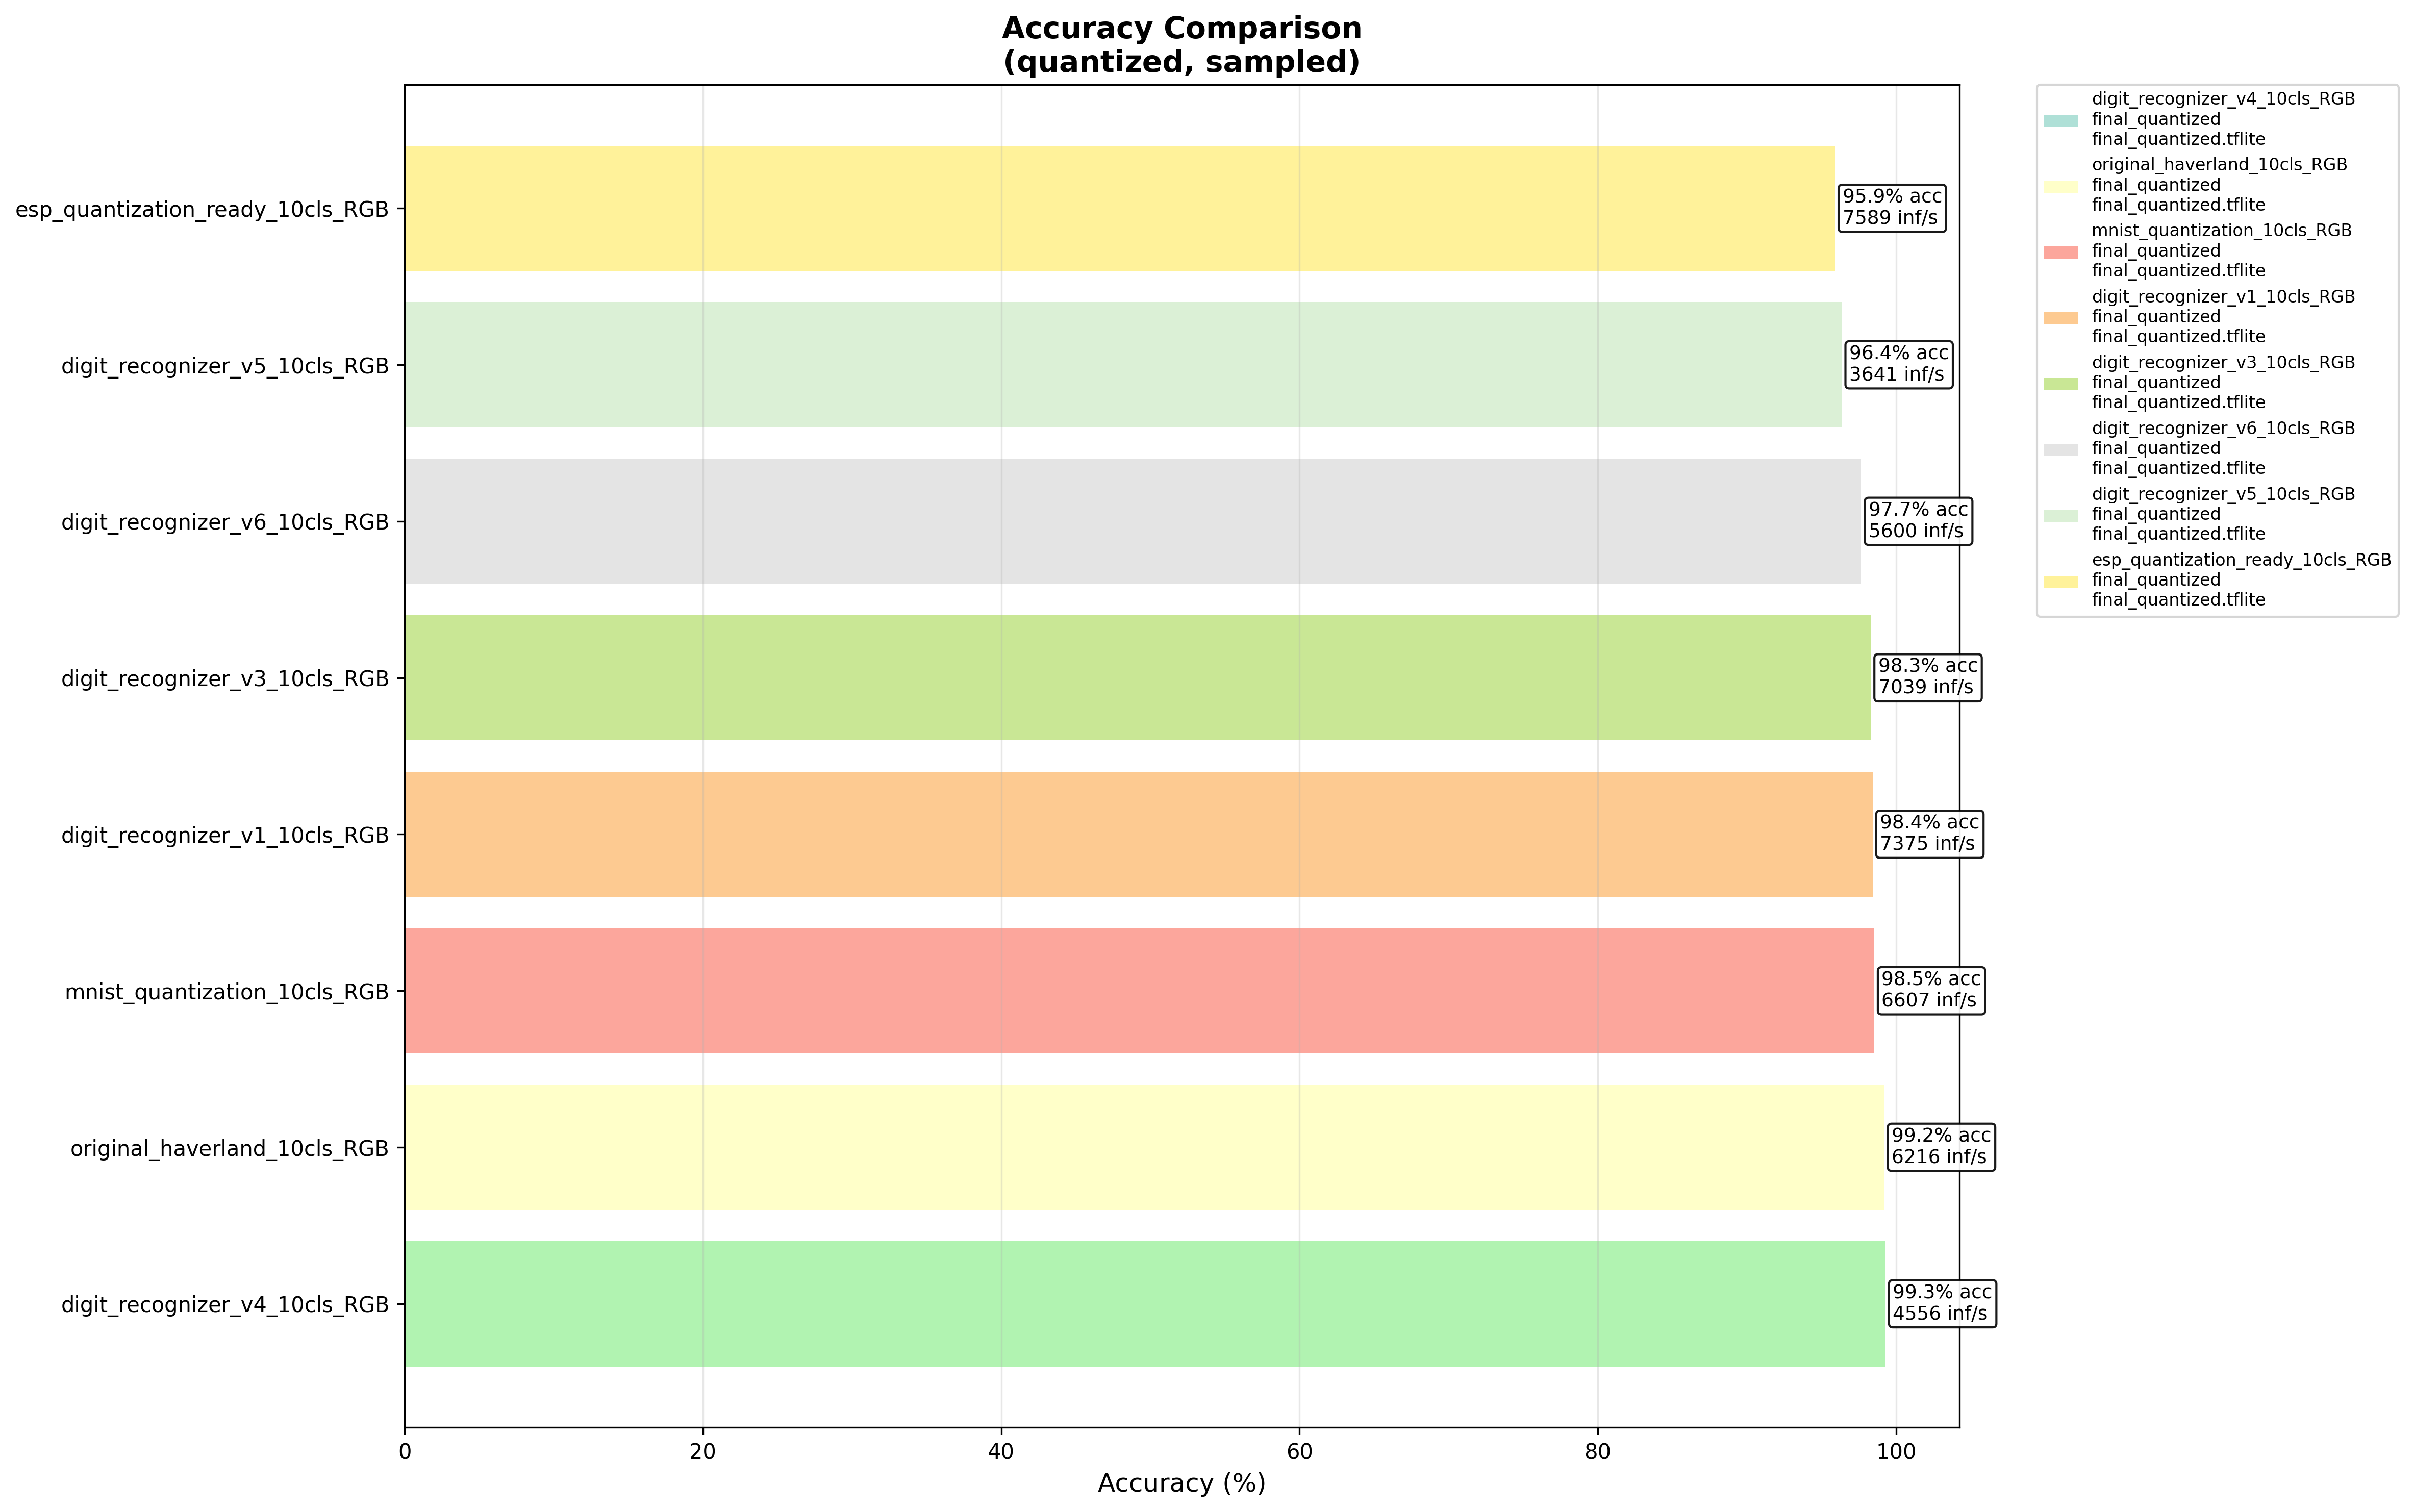 Accuracy Comparison
(quantized, sampled)
esp_quantization_ready_10cls_RGB
95.9% acc
7589 inf/s
digit_recognizer_v5_10cls_RGB
96.4% acc
3641 inf/s
digit_recognizer_v6_10cls_RGB
97.7% acc
5600 inf/s
digit_recognizer_v3_10cls_RGB
98.3% acc
7039 inf/s
digit_recognizer_v1_10cls_RGB
98.4% acc
7375 inf/s
mnist_quantization_10cls_RGB
98.5% acc
6607 inf/s
original_haverland_10cls_RGB
99.2% acc
6216 inf/s
digit_recognizer_v4_10cls_RGB
99.3% acc
4556 inf/s
0 20 40 60 80 100
Accuracy (%)
digit_recognizer_v4_10cls_RGB
final_quantized
final_quantized.tflite
original_haverland_10cls_RGB
final_quantized
final_quantized.tflite
mnist_quantization_10cls_RGB
final_quantized
final_quantized.tflite
digit_recognizer_v1_10cls_RGB
final_quantized
final_quantized.tflite
digit_recognizer_v3_10cls_RGB
final_quantized
final_quantized.tflite
digit_recognizer_v6_10cls_RGB
final_quantized
final_quantized.tflite
digit_recognizer_v5_10cls_RGB
final_quantized
final_quantized.tflite
esp_quantization_ready_10cls_RGB
final_quantized
final_quantized.tflite